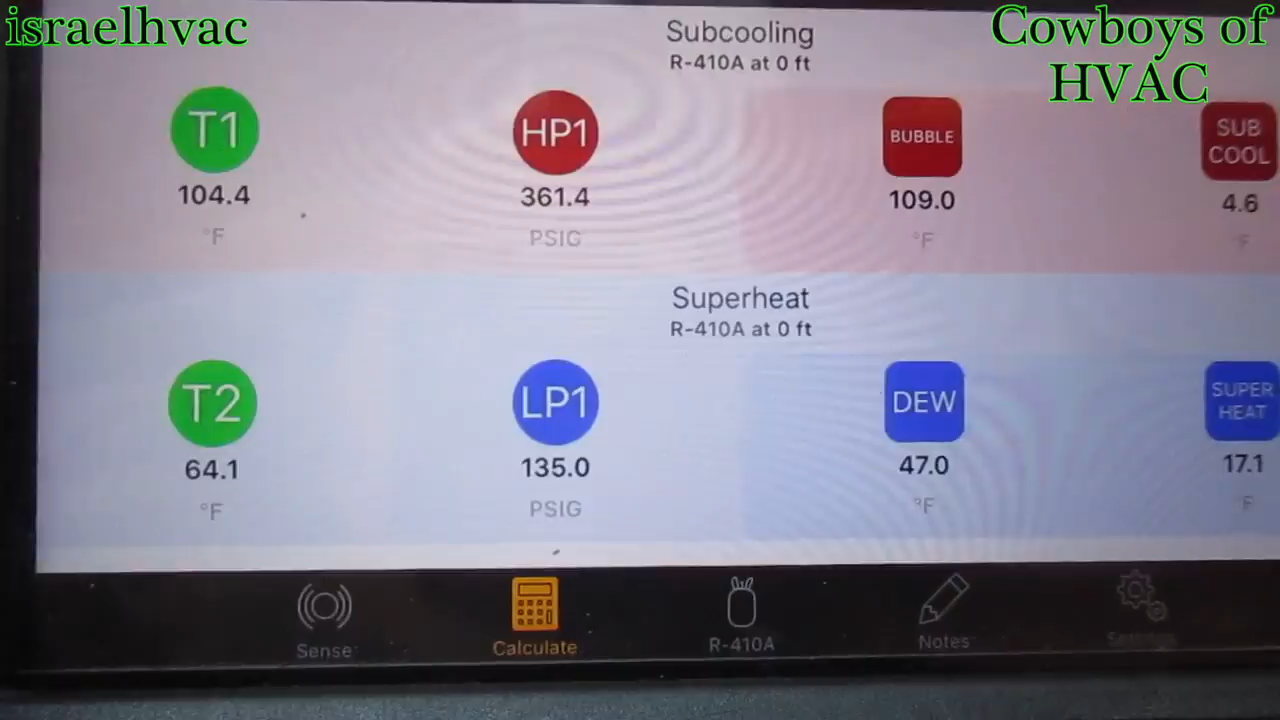 israelhvac
Cowboys of
HVAC
Subcooling
R-410A at 0 ft
T1
HP1
BUBBLE
SUB
COOL
104.4
361.4
109.0
4.6
°F
PSIG
°F
°F
Superheat
R-410A at 0 ft
T2
LP1
DEW
SUPER
HEAT
64.1
135.0
47.0
17.1
°F
PSIG
°F
°F
Sense
Calculate
R-410A
Notes
Settings